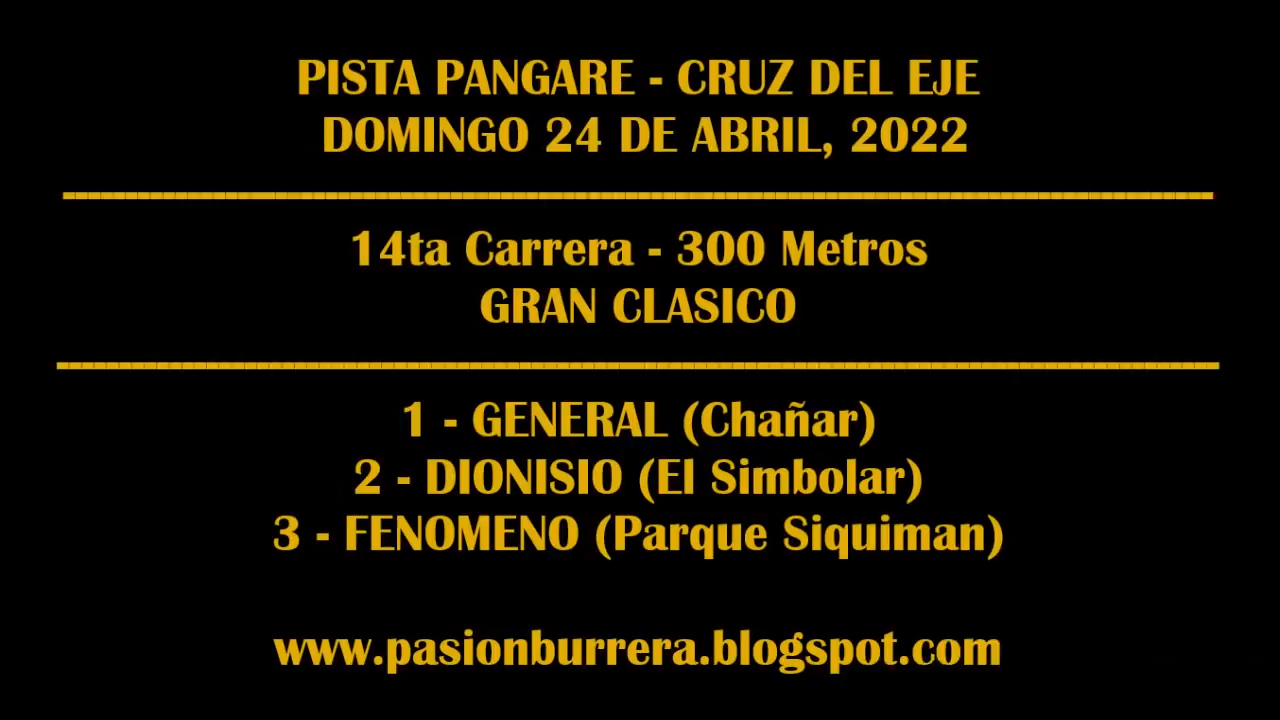 PISTA PANGARE - CRUZ DEL EJE
DOMINGO 24 DE ABRIL, 2022
14ta Carrera - 300 Metros
GRAN CLASICO
1 - GENERAL (Chañar)
2 - DIONISIO (El Simbolar)
3 - FENOMENO (Parque Siquiman)
www.pasionburrera.blogspot.com